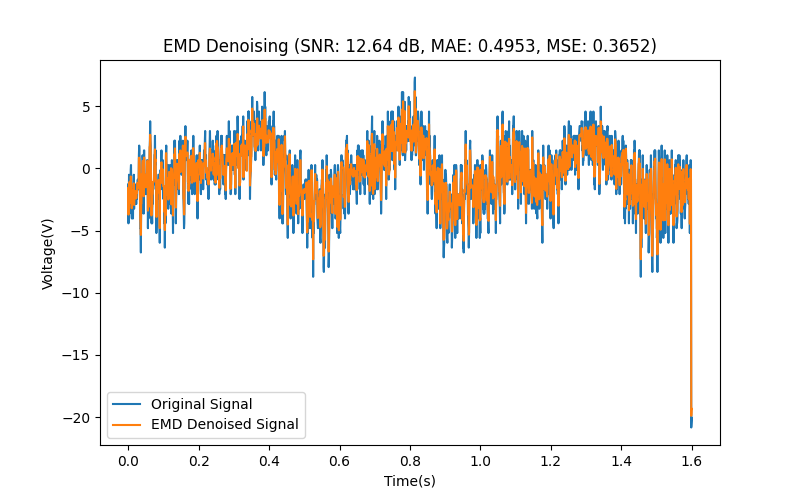 EMD Denoising (SNR: 12.64 dB, MAE: 0.4953, MSE: 0.3652)
Voltage(V)
5
0
−5
−10
−15
−20
Original Signal
EMD Denoised Signal
0.0 0.2 0.4 0.6 0.8 1.0 1.2 1.4 1.6
Time(s)